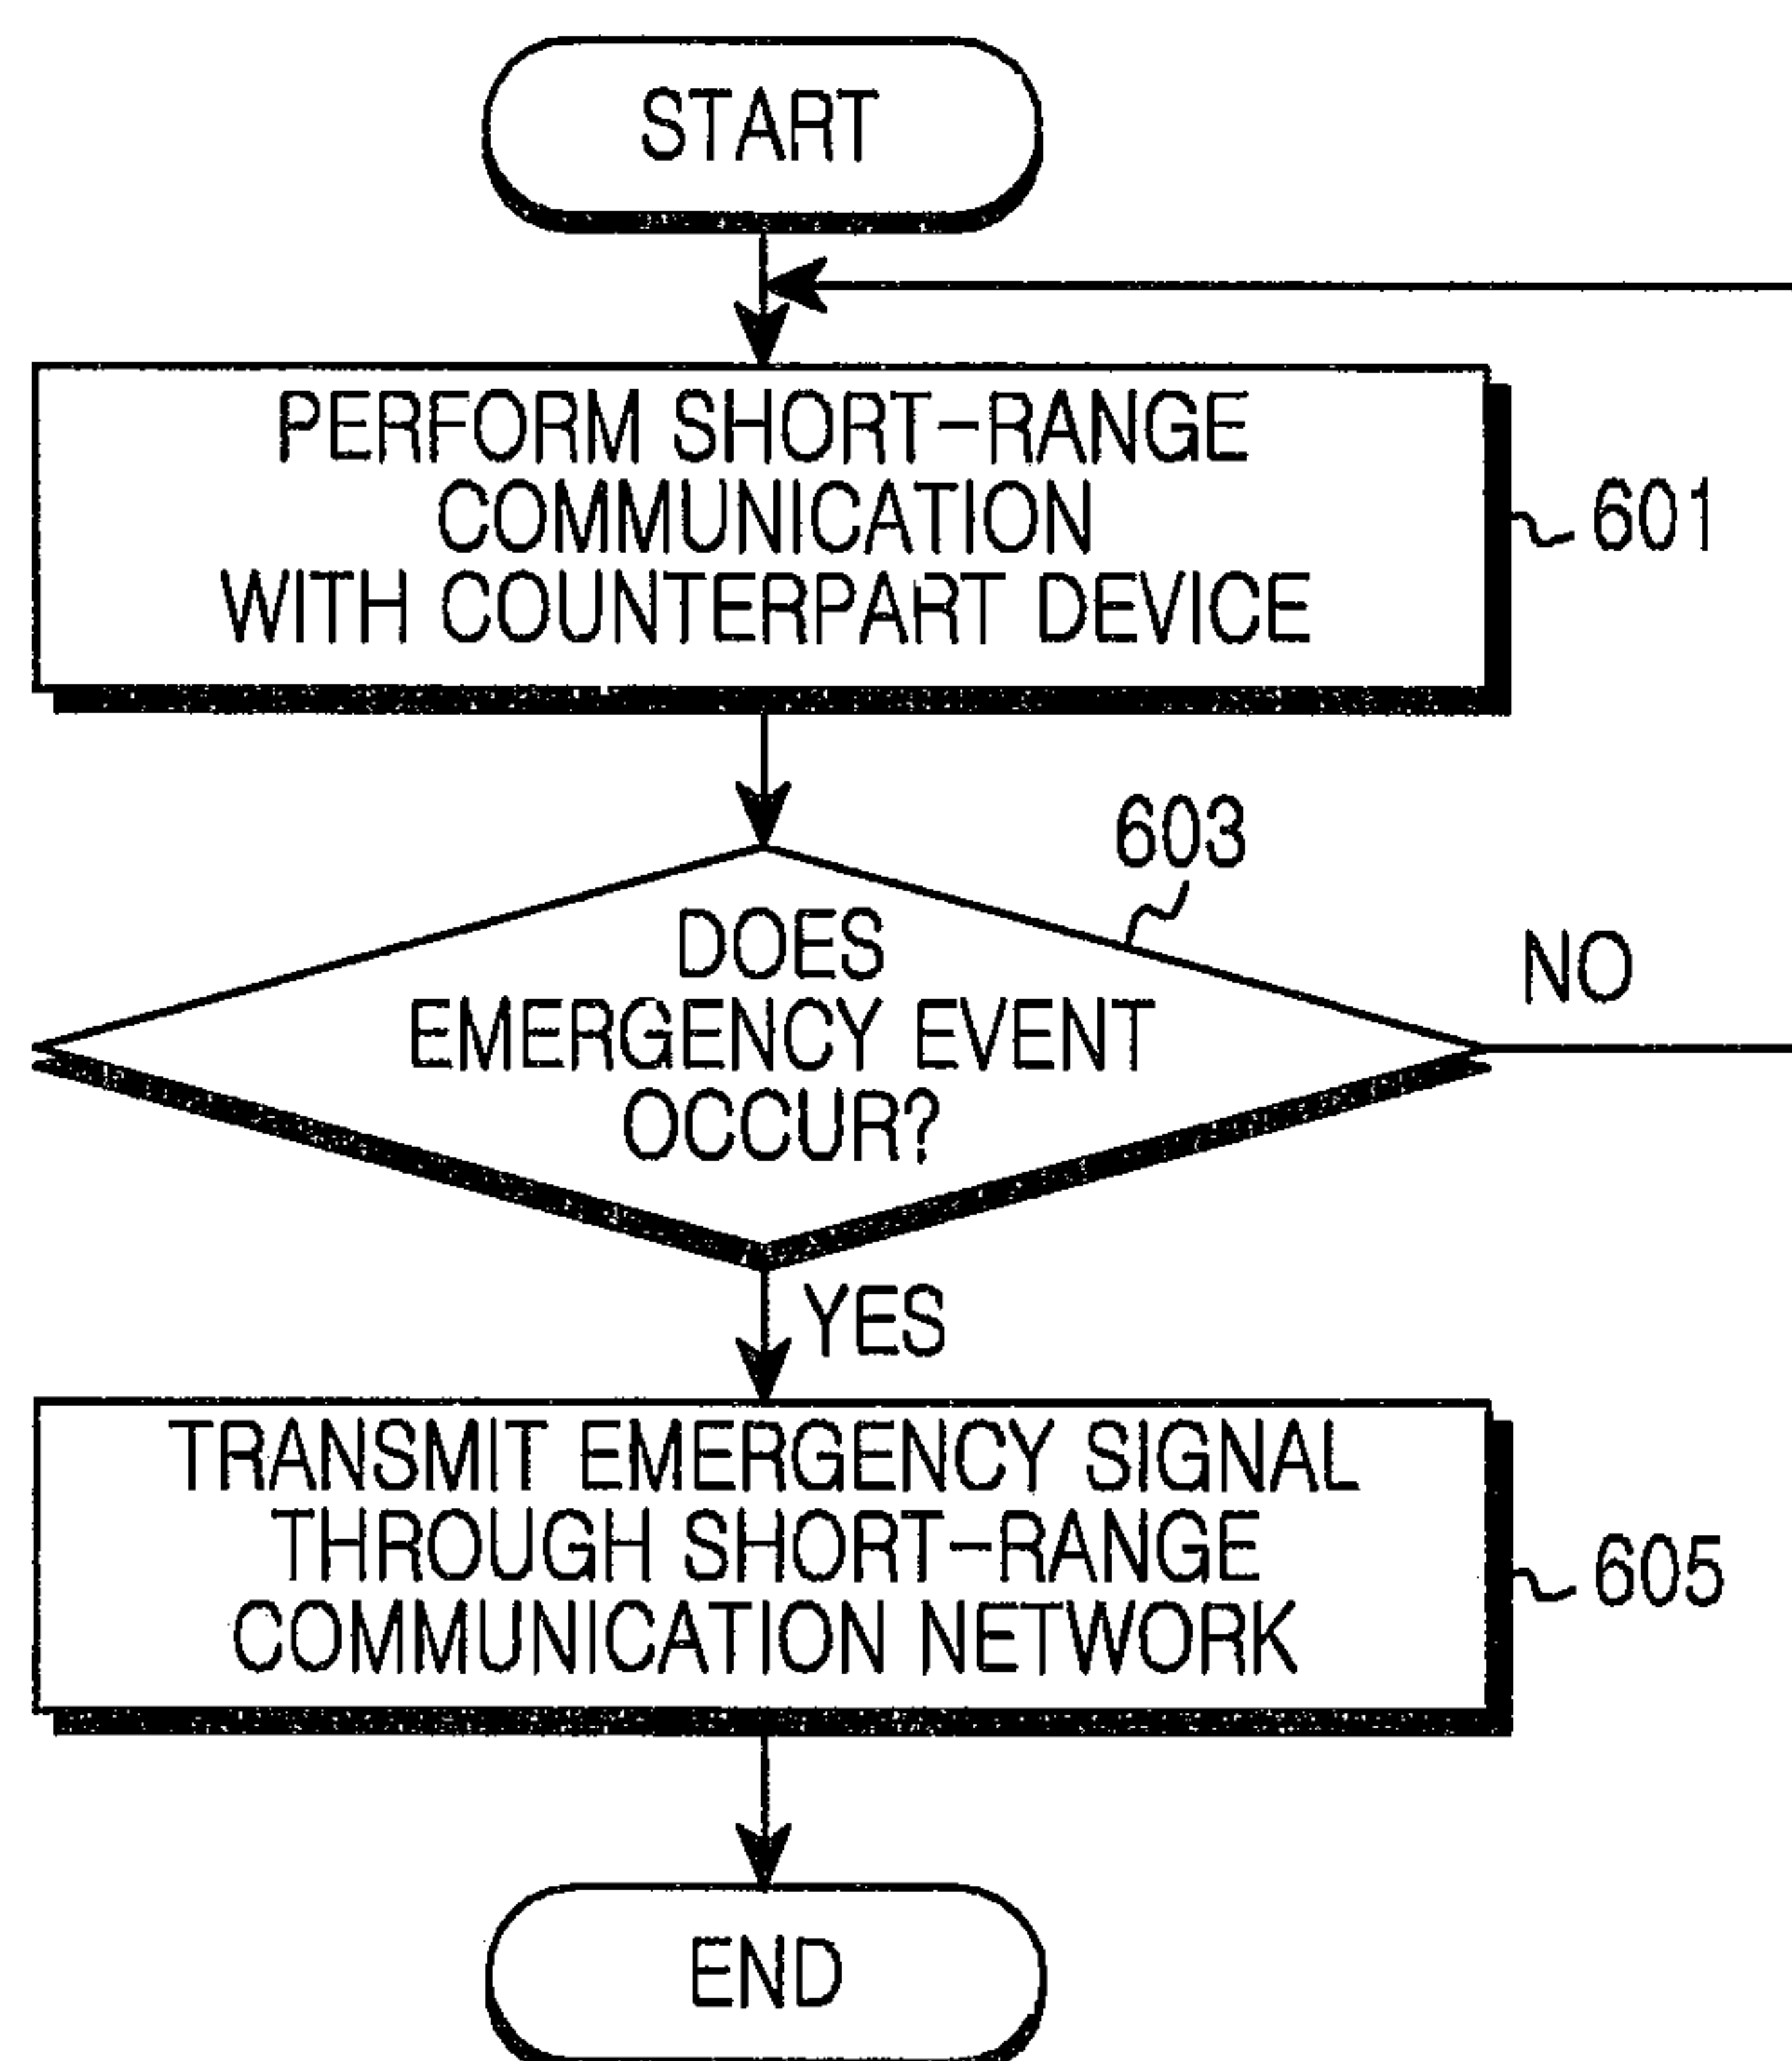 START
PERFORM SHORT-RANGE
COMMUNICATION
WITH COUNTERPART DEVICE
601
603
DOES
EMERGENCY EVENT
OCCUR?
NO
YES
TRANSMIT EMERGENCY SIGNAL
THROUGH SHORT-RANGE
COMMUNICATION NETWORK
605
END